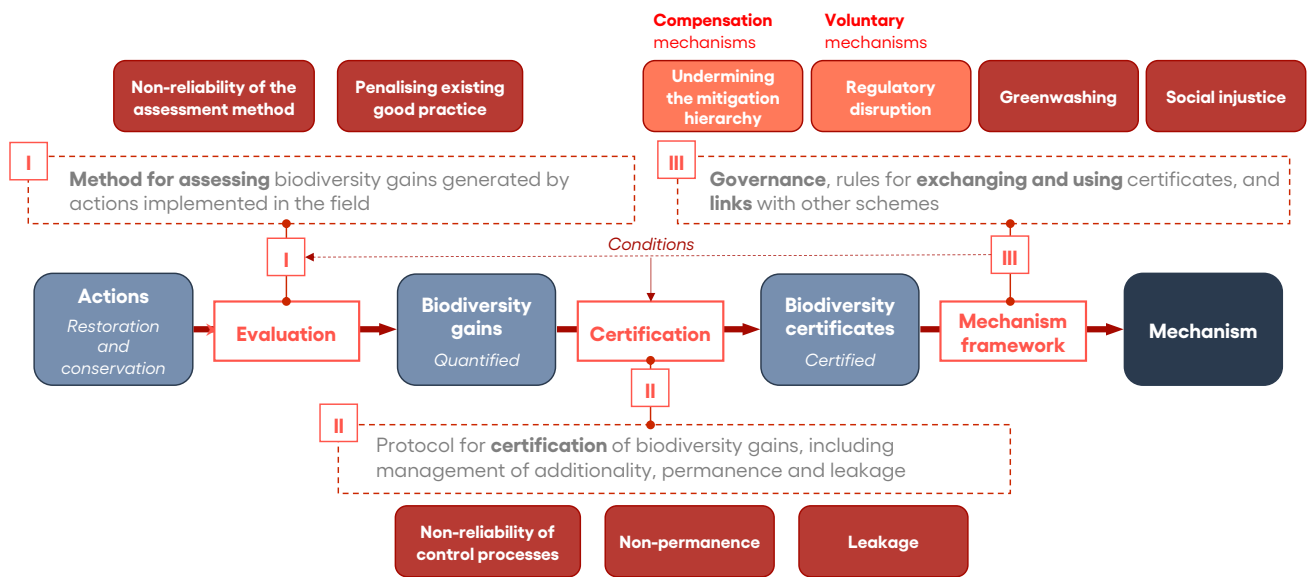 Compensation
mechanisms
Voluntary
mechanisms
Non-reliability of the
assessment method
Penalising existing
good practice
Undermining
the mitigation
hierarchy
Regulatory
disruption
Greenwashing
Social injustice
I
Method for assessing biodiversity gains generated by
actions implemented in the field
III
Governance, rules for exchanging and using certificates, and
links with other schemes
I
Conditions
III
Actions
Restoration
and
conservation
Evaluation
Biodiversity
gains
Quantified
Certification
Biodiversity
certificates
Certified
Mechanism
framework
Mechanism
II
II
Protocol for certification of biodiversity gains, including
management of additionality, permanence and leakage
Non-reliability of
control processes
Non-permanence
Leakage